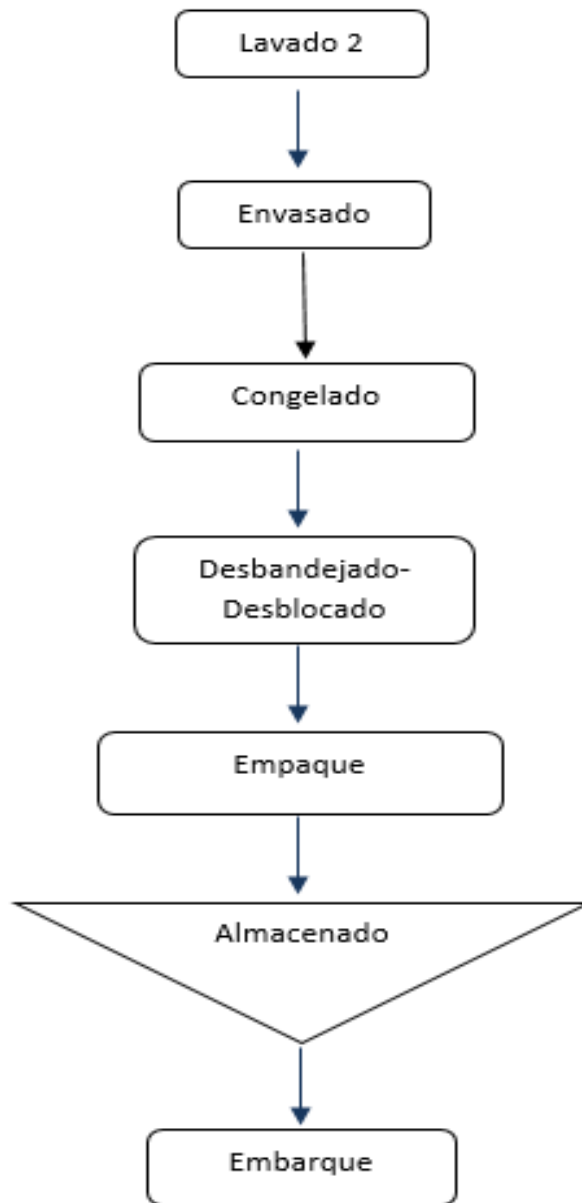 Lavado 2
Envasado
Congelado
Desbandejado-
Desblocado
Empaque
Almacenado
Embarque